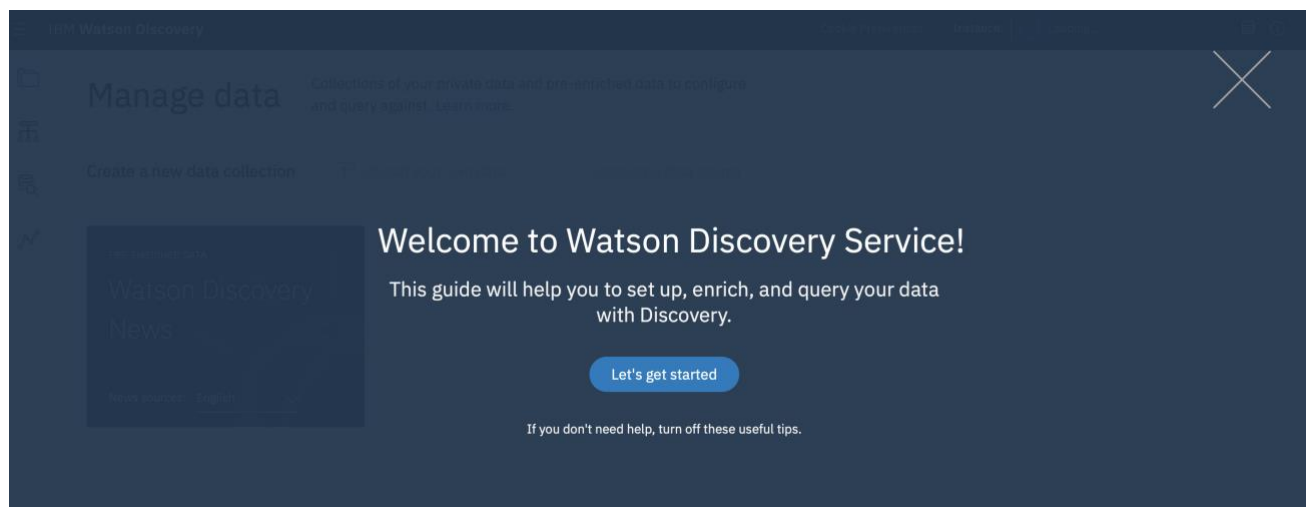 IBM Watson Discovery
Manage data
Collections of your private data and pre-enriched data to configure
and query against. Learn more.
Create a new data collection
Watson Discovery
News
News source: English
Welcome to Watson Discovery Service!
This guide will help you to set up, enrich, and query your data
with Discovery.
Let's get started
If you don't need help, turn off these useful tips.